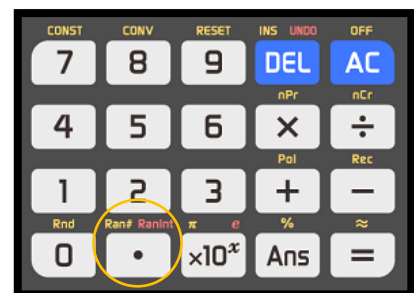 CONST CONV RESET INS UNDO OFF
7 8 9 DEL AC
nPr nCr
4 5 6 × ÷
Pol Rec
1 2 3 + −
Rnd Ran# RanInt π e % ≈
0 • ×10ˣ Ans =